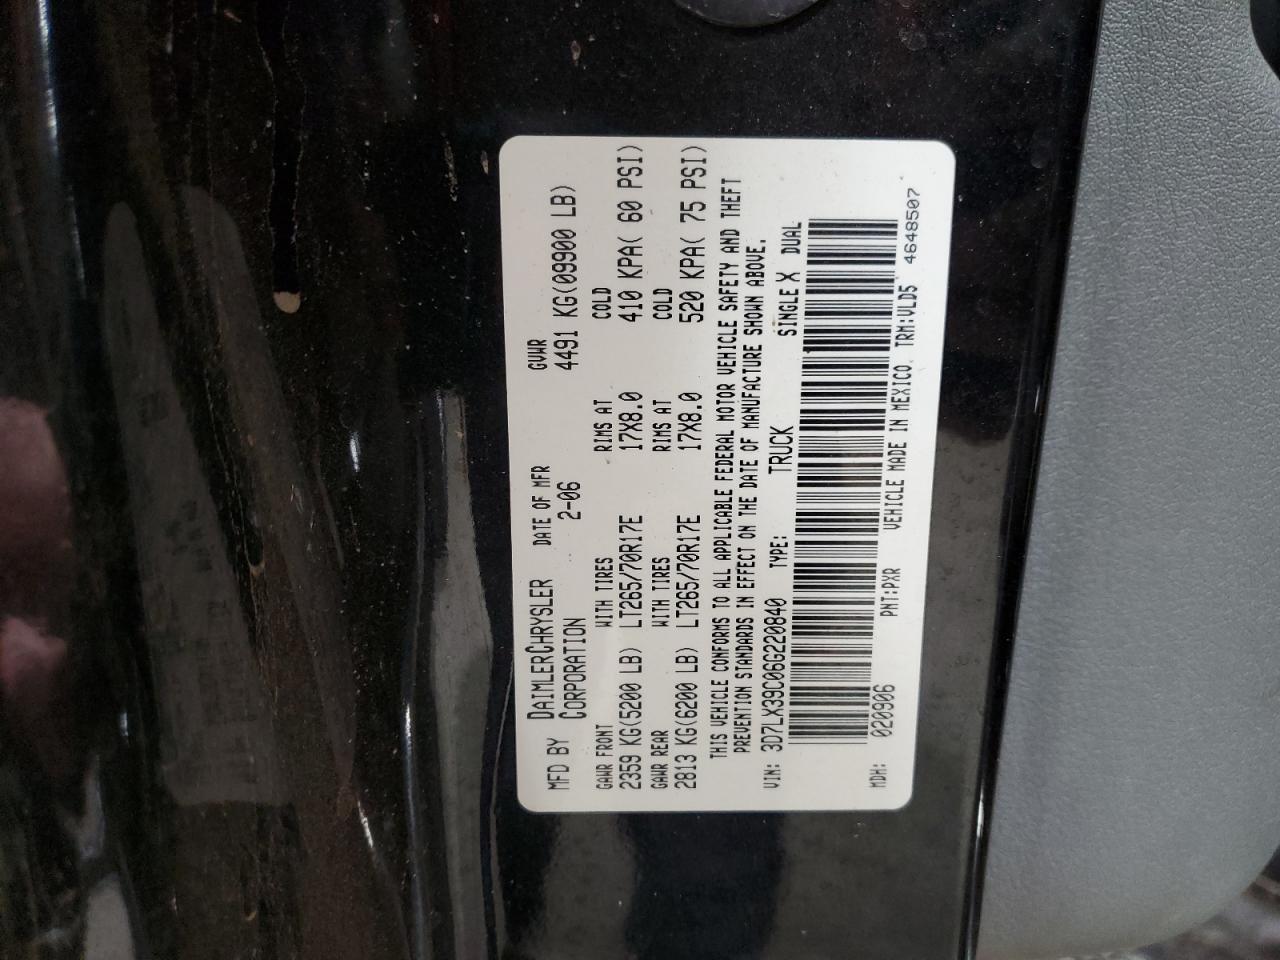 MFD BY DAIMLERCHRYSLER CORPORATION DATE OF MFR 2-06 GVWR 4491 KG(09900 LB)
GAWR FRONT WITH TIRES RIMS AT COLD
2359 KG(5200 LB) LT265/70R17E 17X8.0 410 KPA( 60 PSI)
GAWR REAR WITH TIRES RIMS AT COLD
2813 KG(6200 LB) LT265/70R17E 17X8.0 520 KPA( 75 PSI)
THIS VEHICLE CONFORMS TO ALL APPLICABLE FEDERAL MOTOR VEHICLE SAFETY AND THEFT
PREVENTION STANDARDS IN EFFECT ON THE DATE OF MANUFACTURE SHOWN ABOVE.
VIN: 3D7LX39C06G220840 TYPE: TRUCK SINGLE X DUAL
MDH: 020906 PNT:PXR VEHICLE MADE IN MEXICO. TRM:VLD5 4648507